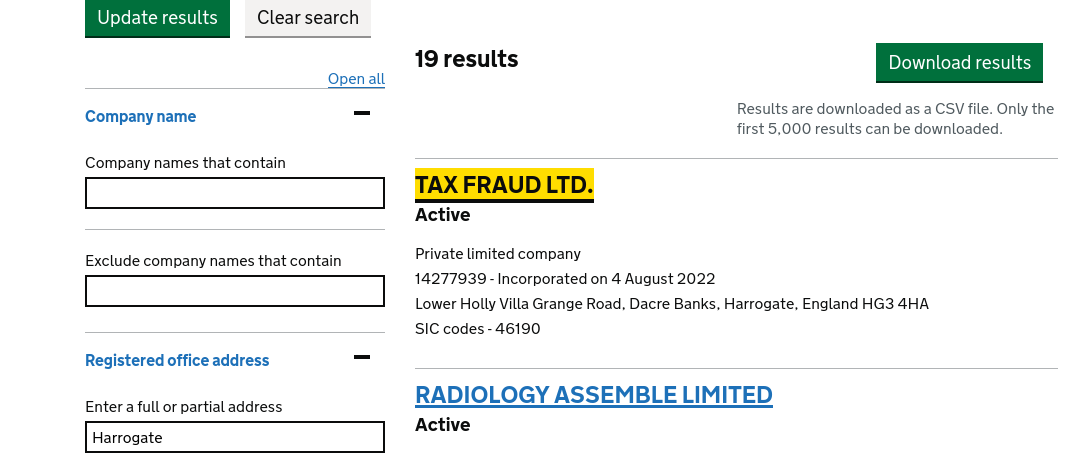 Update results
Clear search
Open all
Company name
Company names that contain
Exclude company names that contain
Registered office address
Enter a full or partial address
Harrogate
19 results
Download results
Results are downloaded as a CSV file. Only the
first 5,000 results can be downloaded.
TAX FRAUD LTD.
Active
Private limited company
14277939 - Incorporated on 4 August 2022
Lower Holly Villa Grange Road, Dacre Banks, Harrogate, England HG3 4HA
SIC codes - 46190
RADIOLOGY ASSEMBLE LIMITED
Active